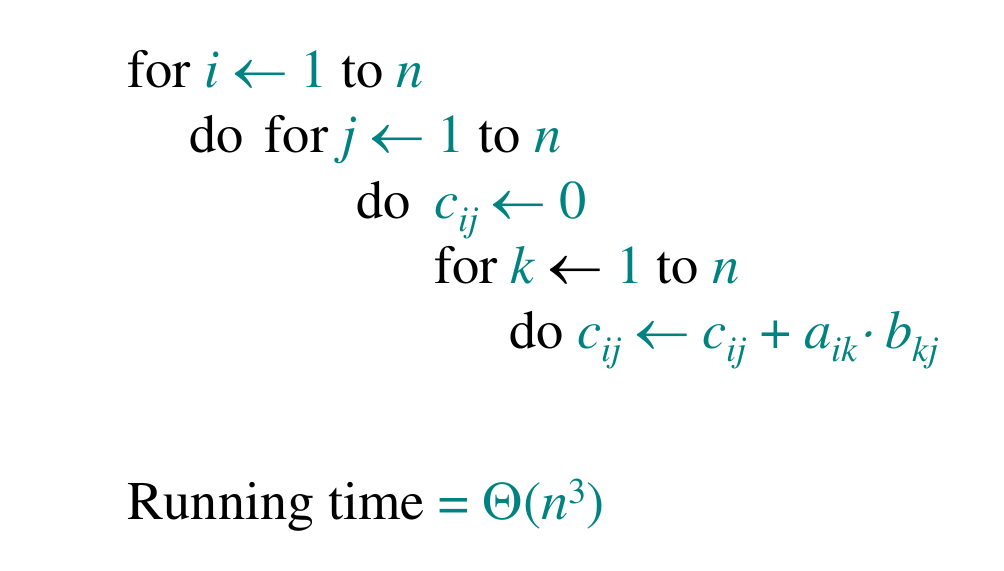 for i ← 1 to n
do for j ← 1 to n
do c_ij ← 0
for k ← 1 to n
do c_ij ← c_ij + a_ik · b_kj
Running time = Θ(n³)